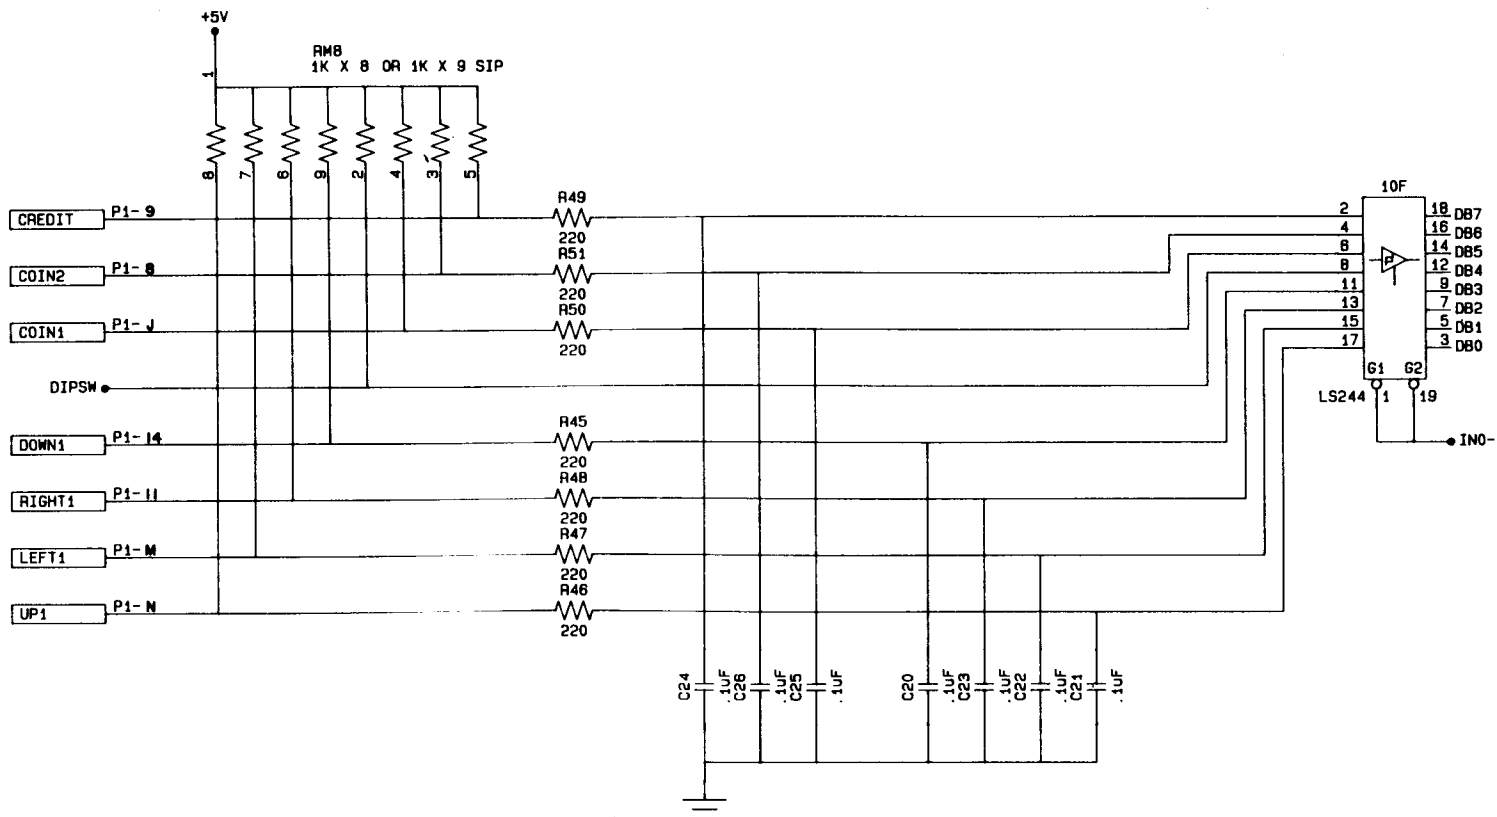 +5V
1
RM8
1K X 8 OR 1K X 9 SIP
8 7 6 9 2 4 3 5
10F
CREDIT P1-9 R49 220 2 18 DB7
4 16 DB6
6 14 DB5
COIN2 P1-8 R51 220 8 12 DB4
11 9 DB3
13 7 DB2
COIN1 P1-J R50 220 15 5 DB1
17 3 DB0
G1 G2
DIPSW LS244 1 19
DOWN1 P1-14 R45 220 IN0-
RIGHT1 P1-11 R48 220
LEFT1 P1-M R47 220
UP1 P1-N R46 220
C24 .1uF C26 .1uF C25 .1uF C20 .1uF C23 .1uF C22 .1uF C21 .1uF